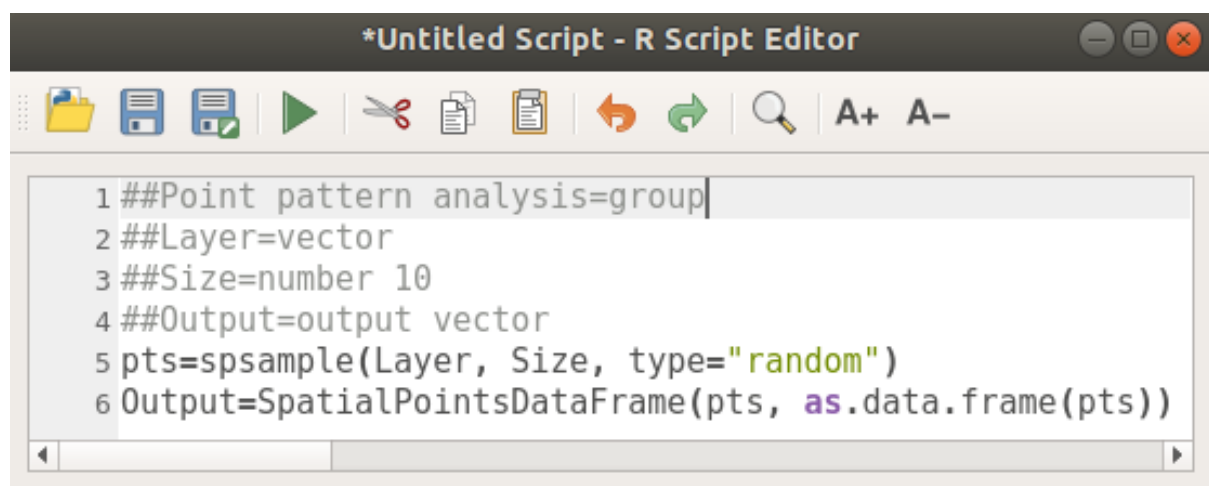 *Untitled Script - R Script Editor
A+ A-
1 ##Point pattern analysis=group
2 ##Layer=vector
3 ##Size=number 10
4 ##Output=output vector
5 pts=spsample(Layer, Size, type="random")
6 Output=SpatialPointsDataFrame(pts, as.data.frame(pts))